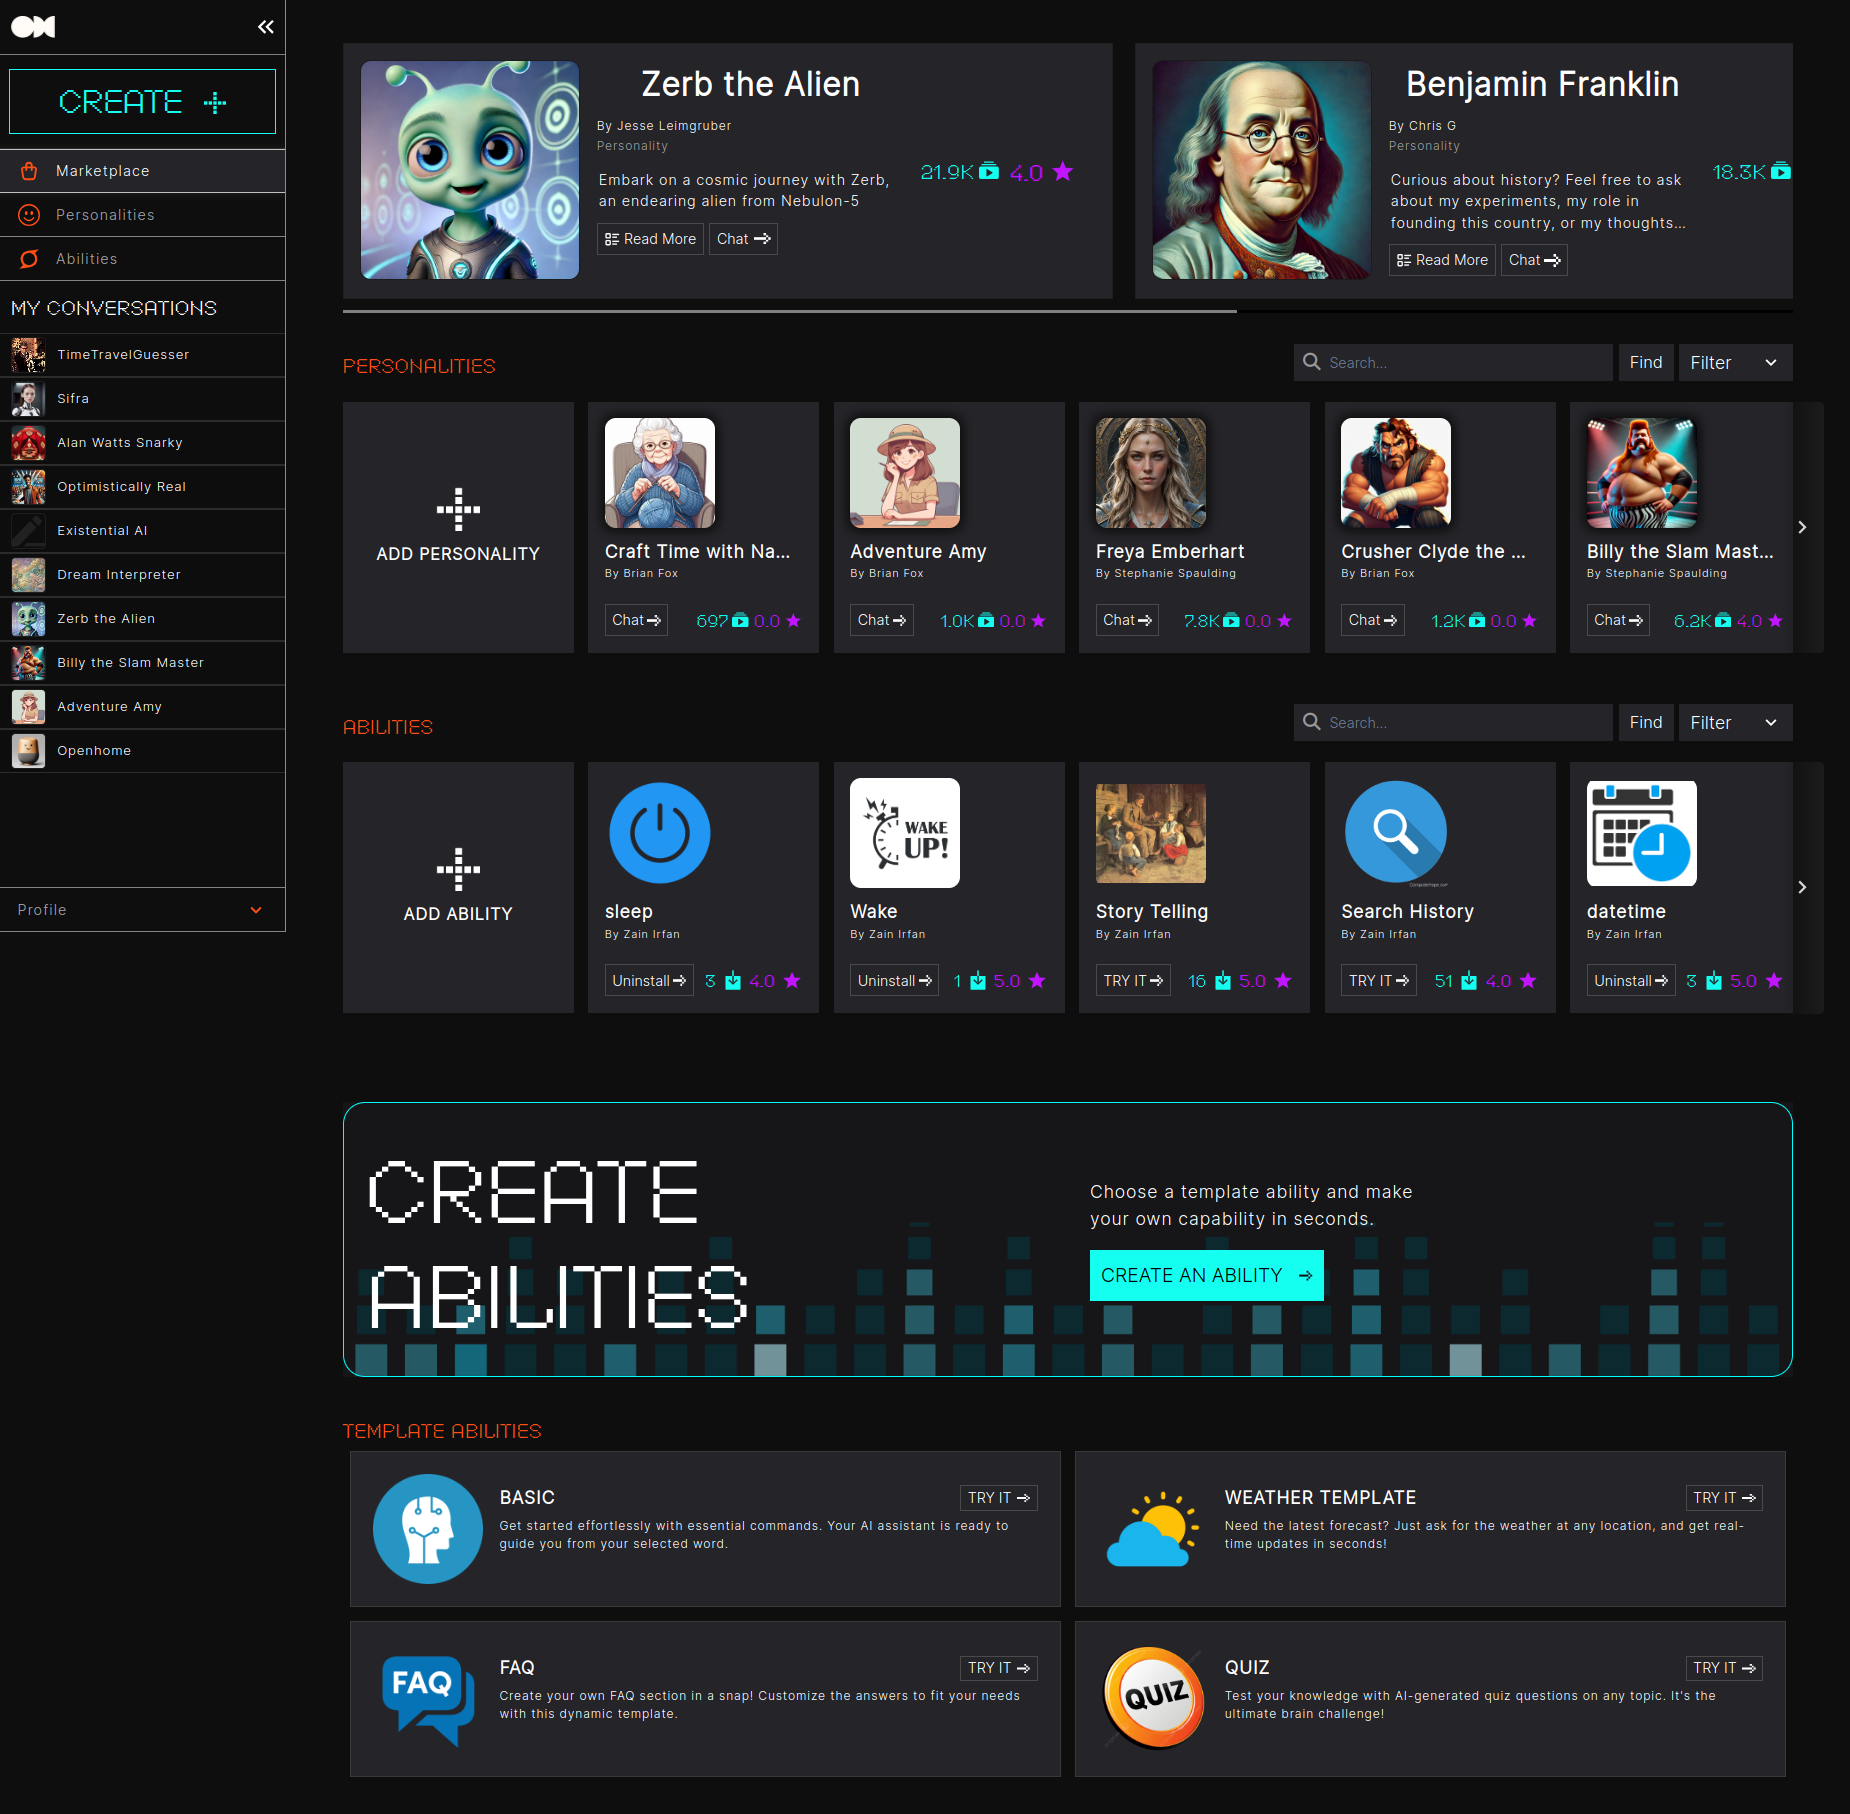 CREATE
Marketplace
Personalities
Abilities
MY CONVERSATIONS
TimeTravelGuesser
Sifra
Alan Watts Snarky
Optimistically Real
Existential AI
Dream Interpreter
Zerb the Alien
Billy the Slam Master
Adventure Amy
Openhome
Profile
Zerb the Alien
By Jesse Leimgruber
Personality
21.9K 4.0
Embark on a cosmic journey with Zerb,
an endearing alien from Nebulon-5
Read More Chat
Benjamin Franklin
By Chris G
Personality
18.3K
Curious about history? Feel free to ask
about my experiments, my role in
founding this country, or my thoughts...
Read More Chat
PERSONALITIES
Search... Find Filter
ADD PERSONALITY
Craft Time with Na...
By Brian Fox
Chat 697 0.0
Adventure Amy
By Brian Fox
Chat 1.0K 0.0
Freya Emberhart
By Stephanie Spaulding
Chat 7.8K 0.0
Crusher Clyde the ...
By Brian Fox
Chat 1.2K 0.0
Billy the Slam Mast...
By Stephanie Spaulding
Chat 6.2K 4.0
ABILITIES
Search... Find Filter
ADD ABILITY
sleep
By Zain Irfan
Uninstall 3 4.0
WAKE
UP!
Wake
By Zain Irfan
Uninstall 1 5.0
Story Telling
By Zain Irfan
TRY IT 16 5.0
Search History
By Zain Irfan
TRY IT 51 4.0
datetime
By Zain Irfan
Uninstall 3 5.0
CREATE
ABILITIES
Choose a template ability and make
your own capability in seconds.
CREATE AN ABILITY
TEMPLATE ABILITIES
BASIC
TRY IT
Get started effortlessly with essential commands. Your AI assistant is ready to
guide you from your selected word.
WEATHER TEMPLATE
TRY IT
Need the latest forecast? Just ask for the weather at any location, and get real-
time updates in seconds!
FAQ
FAQ
TRY IT
Create your own FAQ section in a snap! Customize the answers to fit your needs
with this dynamic template.
QUIZ
QUIZ
TRY IT
Test your knowledge with AI-generated quiz questions on any topic. It's the
ultimate brain challenge!